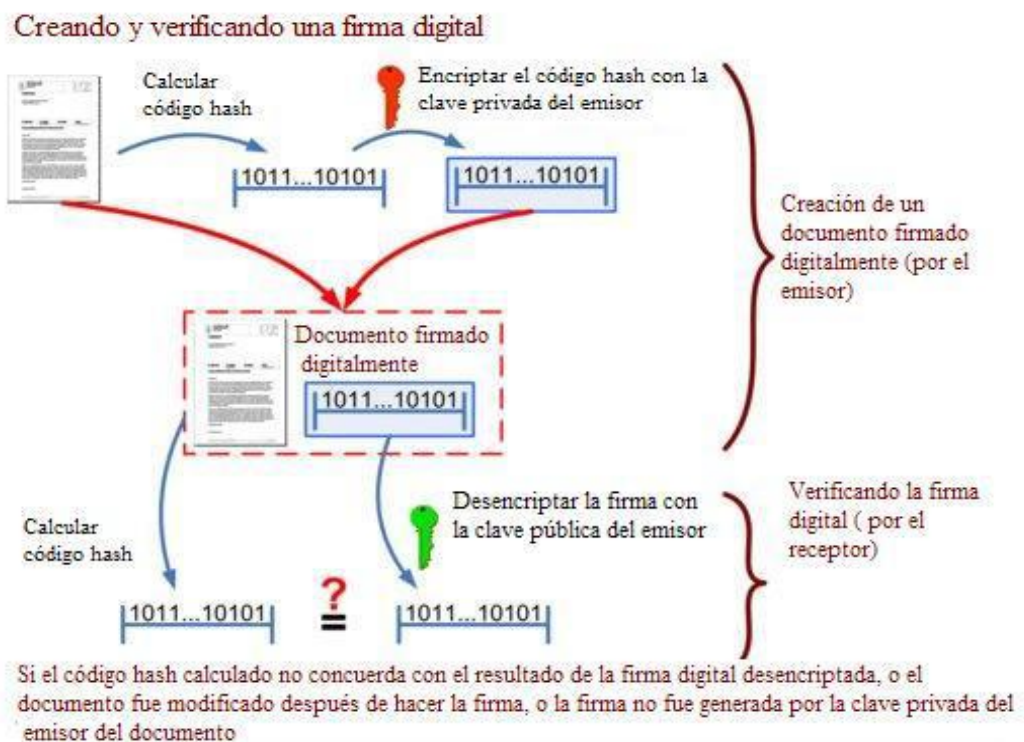 Creando y verificando una firma digital
Calcular
código hash
Encriptar el código hash con la
clave privada del emisor
1011...10101
1011...10101
Creación de un
documento firmado
digitalmente (por el
emisor)
Documento firmado
digitalmente
1011...10101
Calcular
código hash
Desencriptar la firma con
la clave pública del emisor
Verificando la firma
digital ( por el
receptor)
1011...10101
?
=
1011...10101
Si el código hash calculado no concuerda con el resultado de la firma digital desencriptada, o el
documento fue modificado después de hacer la firma, o la firma no fue generada por la clave privada del
emisor del documento